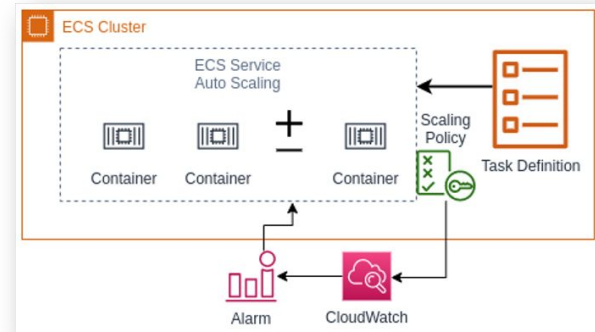 ECS Cluster
ECS Service
Auto Scaling
Scaling
Policy
Task Definition
Container
Container
Container
Alarm
CloudWatch